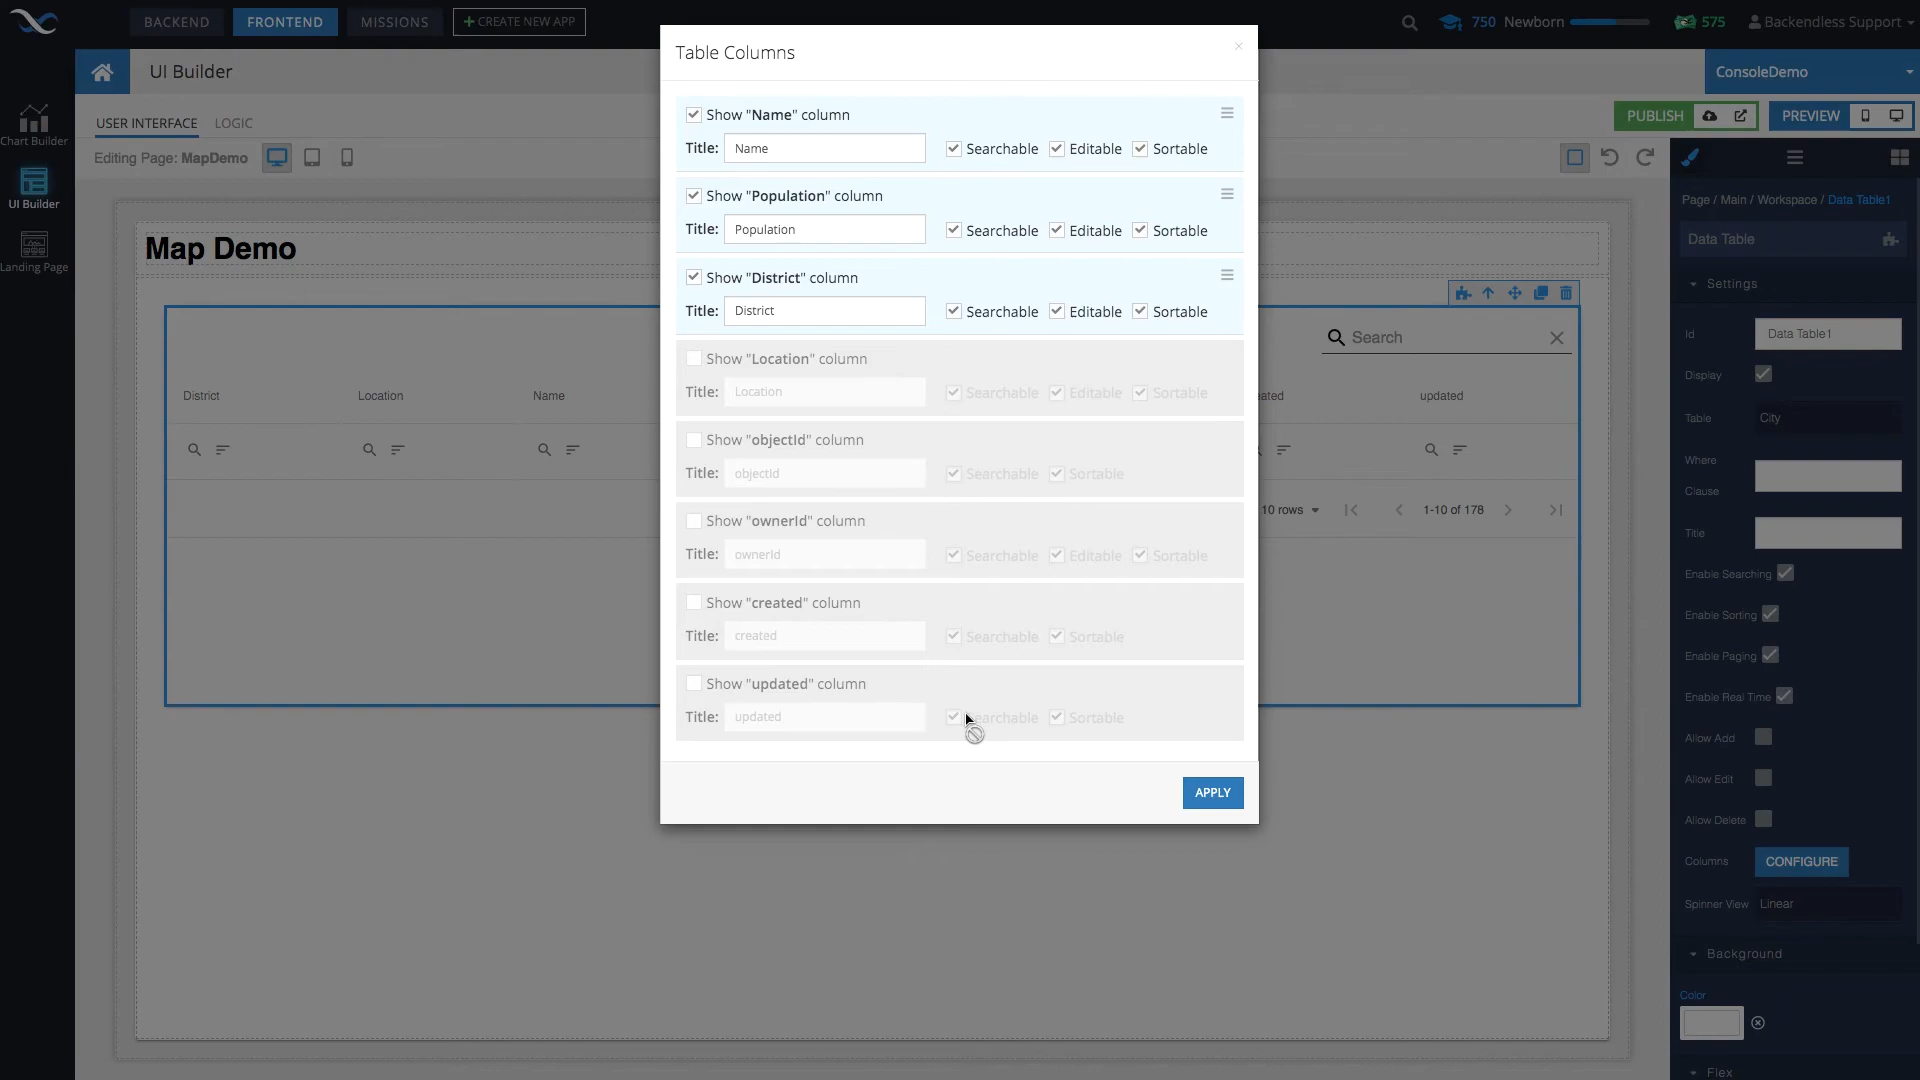 BACKEND
FRONTEND
MISSIONS
+ CREATE NEW APP
750 Newborn
575
Backendless Support
UI Builder
ConsoleDemo
Chart Builder
UI Builder
Landing Page
USER INTERFACE
LOGIC
PUBLISH
PREVIEW
Editing Page: MapDemo
Map Demo
Search
District
Location
Name
updated
10 rows
1-10 of 178
Table Columns
×
Show "Name" column
Title: Name Searchable Editable Sortable
Show "Population" column
Title: Population Searchable Editable Sortable
Show "District" column
Title: District Searchable Editable Sortable
Show "Location" column
Title: Location Searchable Editable Sortable
Show "objectId" column
Title: objectId Searchable Sortable
Show "ownerId" column
Title: ownerId Searchable Editable Sortable
Show "created" column
Title: created Searchable Sortable
Show "updated" column
Title: updated Searchable Sortable
APPLY
Page / Main / Workspace / Data Table1
Data Table
Settings
Id Data Table1
Display
Table City
Where
Clause
Title
Enable Searching
Enable Sorting
Enable Paging
Enable Real Time
Allow Add
Allow Edit
Allow Delete
Columns CONFIGURE
Spinner View Linear
Background
Color
Flex